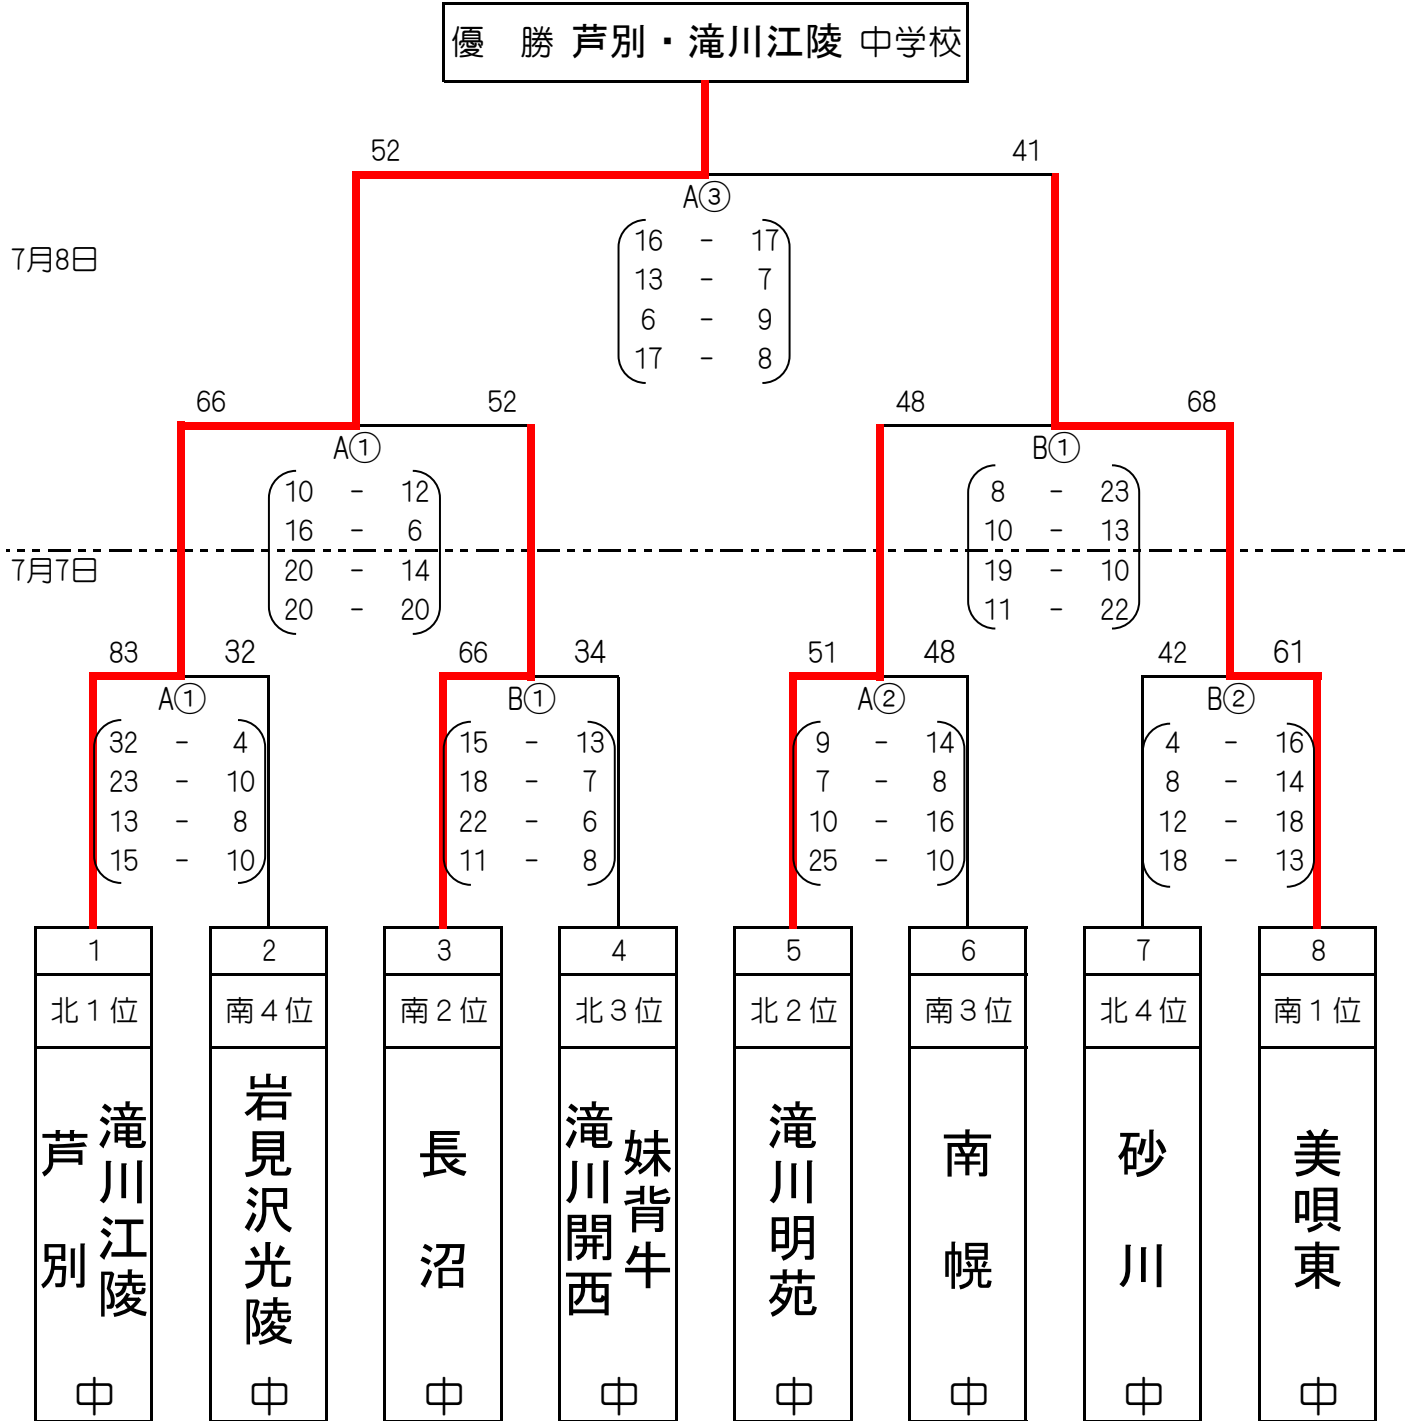 優　勝 芦別・滝川江陵 中学校
52 41
A③
16 - 17
7月8日
13 - 7
6 - 9
17 - 8
66 52 48 68
A① B①
10 - 12 8 - 23
16 - 6 10 - 13
7月7日
20 - 14 19 - 10
20 - 20 11 - 22
83 32 66 34 51 48 42 61
A① B① A② B②
32 - 4 15 - 13 9 - 14 4 - 16
23 - 10 18 - 7 7 - 8 8 - 14
13 - 8 22 - 6 10 - 16 12 - 18
15 - 10 11 - 8 25 - 10 18 - 13
1 2 3 4 5 6 7 8
北1位 南4位 南2位 北3位 北2位 南3位 北4位 南1位
芦別
滝川江陵
中
岩見沢光陵
中
長沼
中
滝川開西
妹背牛
中
滝川明苑
中
南幌
中
砂川
中
美唄東
中